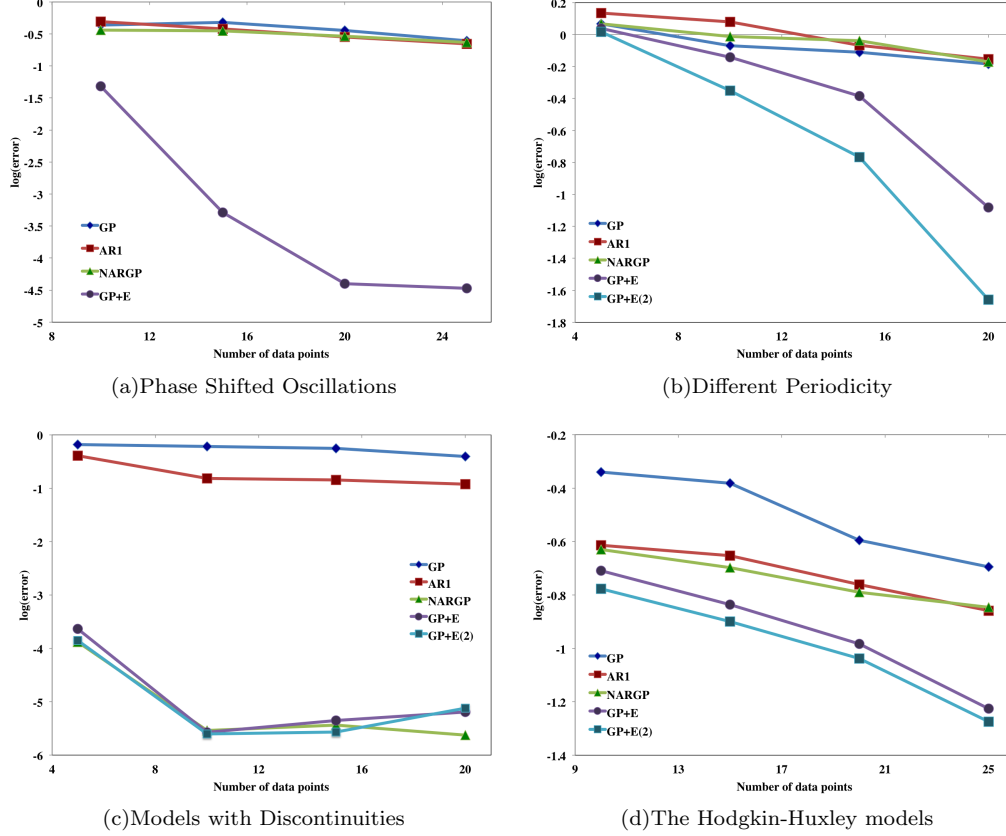 0
-0.5
-1
-1.5
-2
-2.5
-3
-3.5
-4
-4.5
-5
log(error)
GP
AR1
NARGP
GP+E
8 12 16 20 24
Number of data points
(a)Phase Shifted Oscillations
0.2
0
-0.2
-0.4
-0.6
-0.8
-1
-1.2
-1.4
-1.6
-1.8
log(error)
GP
AR1
NARGP
GP+E
GP+E(2)
4 8 12 16 20
Number of data points
(b)Different Periodicity
0
-1
-2
-3
-4
-5
-6
log(error)
GP
AR1
NARGP
GP+E
GP+E(2)
4 8 12 16 20
Number of data points
(c)Models with Discontinuities
-0.2
-0.4
-0.6
-0.8
-1
-1.2
-1.4
log(error)
GP
AR1
NARGP
GP+E
GP+E(2)
9 13 17 21 25
Number of data points
(d)The Hodgkin-Huxley models